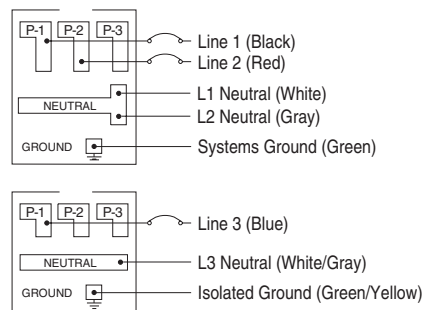 P-1 P-2 P-3
Line 1 (Black)
Line 2 (Red)
L1 Neutral (White)
NEUTRAL
L2 Neutral (Gray)
GROUND
Systems Ground (Green)
P-1 P-2 P-3
Line 3 (Blue)
NEUTRAL
L3 Neutral (White/Gray)
GROUND
Isolated Ground (Green/Yellow)